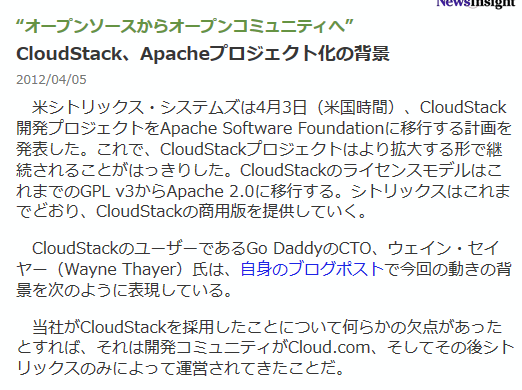 NewsInsight
“オープンソースからオープンコミュニティへ”
CloudStack、Apacheプロジェクト化の背景
2012/04/05
米シトリックス・システムズは4月3日（米国時間）、CloudStack
開発プロジェクトをApache Software Foundationに移行する計画を
発表した。これで、CloudStackプロジェクトはより拡大する形で継
続されることがはっきりした。CloudStackのライセンスモデルはこ
れまでのGPL v3からApache 2.0に移行する。シトリックスはこれま
でどおり、CloudStackの商用版を提供していく。
CloudStackのユーザーであるGo DaddyのCTO、ウェイン・セイ
ヤー（Wayne Thayer）氏は、自身のブログポストで今回の動きの背
景を次のように表現している。
当社がCloudStackを採用したことについて何らかの欠点があった
とすれば、それは開発コミュニティがCloud.com、そしてその後シト
リックスのみによって運営されてきたことだ。